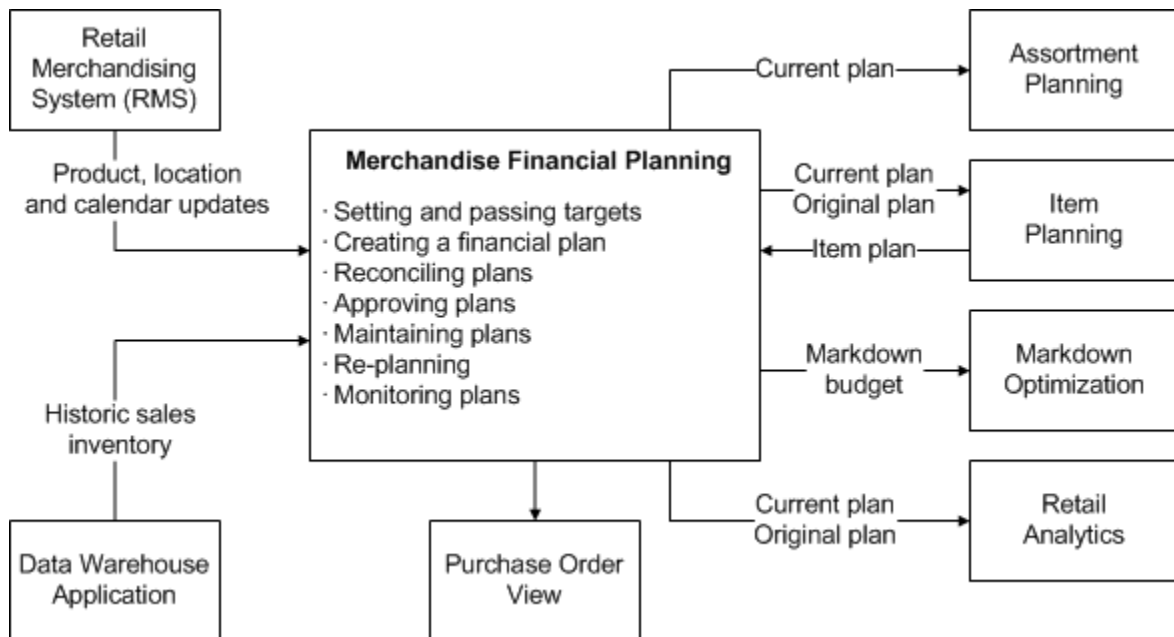 Retail
Merchandising
System (RMS)
Product, location
and calendar updates
Historic sales
inventory
Data Warehouse
Application
Merchandise Financial Planning
· Setting and passing targets
· Creating a financial plan
· Reconciling plans
· Approving plans
· Maintaining plans
· Re-planning
· Monitoring plans
Purchase Order
View
Current plan
Assortment
Planning
Current plan
Original plan
Item plan
Item
Planning
Markdown
budget
Markdown
Optimization
Current plan
Original plan
Retail
Analytics